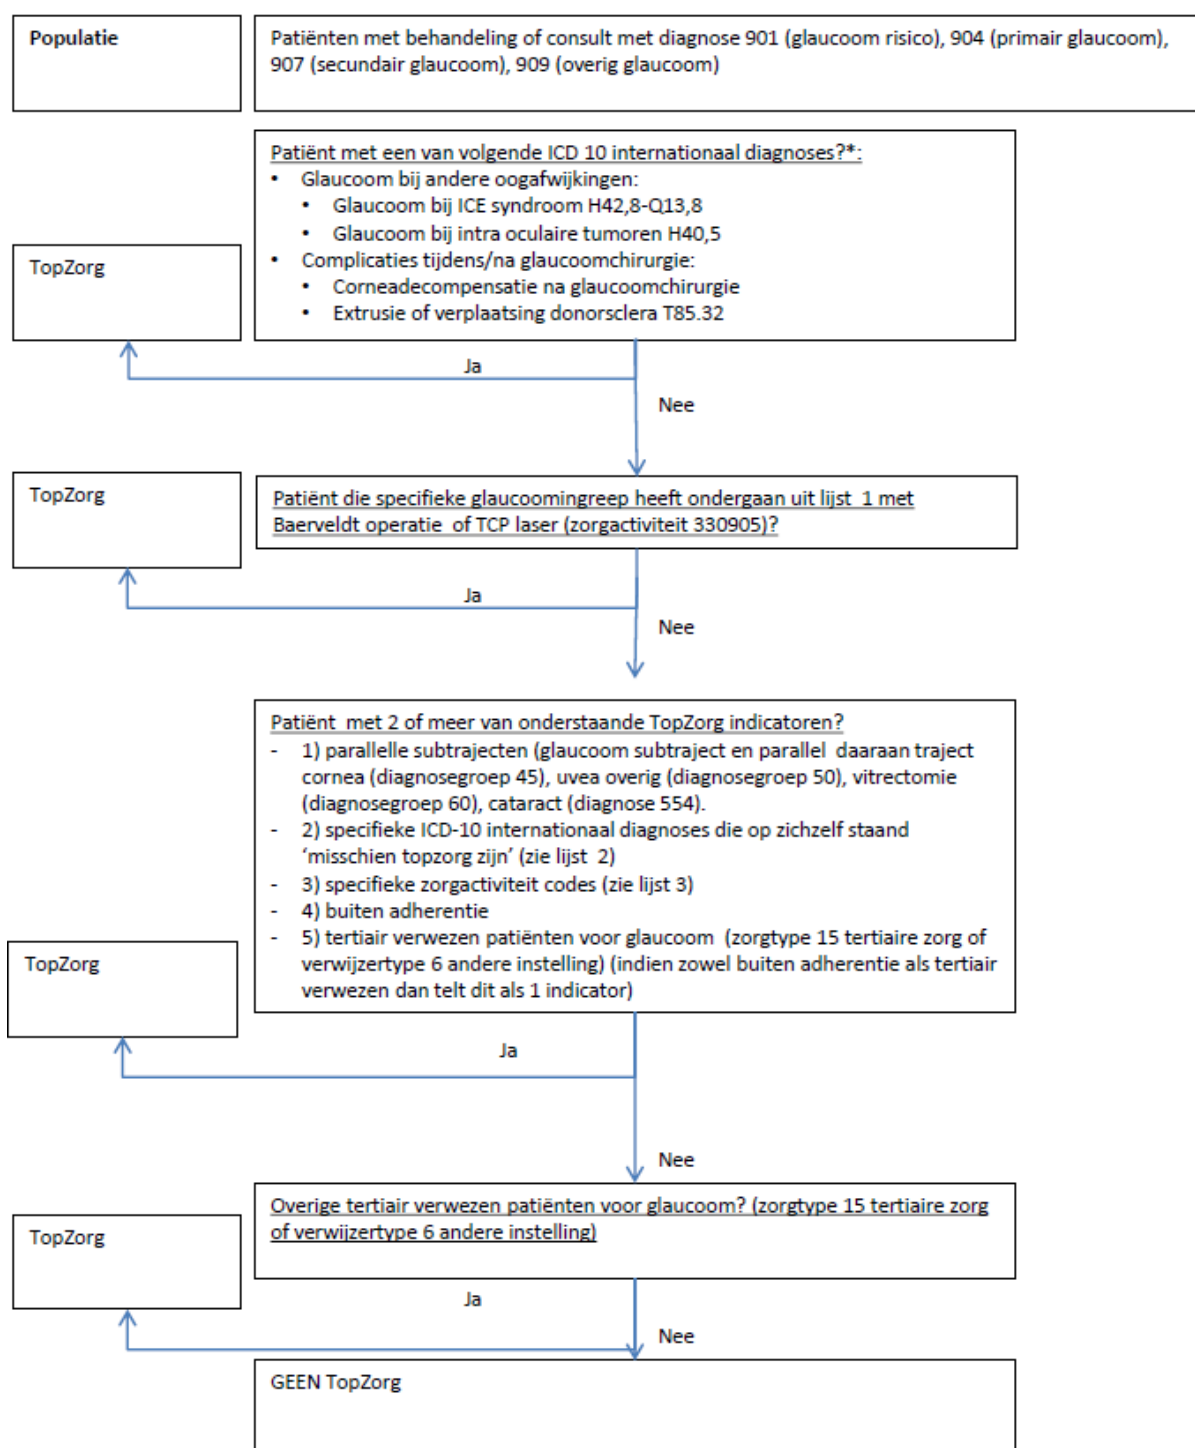 Populatie
Patiënten met behandeling of consult met diagnose 901 (glaucoom risico), 904 (primair glaucoom),
907 (secundair glaucoom), 909 (overig glaucoom)
Patiënt met een van volgende ICD 10 internationaal diagnoses?*:
• Glaucoom bij andere oogafwijkingen:
• Glaucoom bij ICE syndroom H42,8-Q13,8
• Glaucoom bij intra oculaire tumoren H40,5
• Complicaties tijdens/na glaucoomchirurgie:
• Corneadecompensatie na glaucoomchirurgie
• Extrusie of verplaatsing donorsclera T85.32
TopZorg
Ja
Nee
TopZorg
Patiënt die specifieke glaucoomingreep heeft ondergaan uit lijst 1 met
Baerveldt operatie of TCP laser (zorgactiviteit 330905)?
Ja
Nee
Patiënt met 2 of meer van onderstaande TopZorg indicatoren?
- 1) parallelle subtrajecten (glaucoom subtraject en parallel daaraan traject
cornea (diagnosegroep 45), uvea overig (diagnosegroep 50), vitrectomie
(diagnosegroep 60), cataract (diagnose 554).
- 2) specifieke ICD-10 internationaal diagnoses die op zichzelf staand
‘misschien topzorg zijn’ (zie lijst 2)
- 3) specifieke zorgactiviteit codes (zie lijst 3)
- 4) buiten adherentie
- 5) tertiair verwezen patiënten voor glaucoom (zorgtype 15 tertiaire zorg of
verwijzertype 6 andere instelling) (indien zowel buiten adherentie als tertiair
verwezen dan telt dit als 1 indicator)
TopZorg
Ja
Nee
Overige tertiair verwezen patiënten voor glaucoom? (zorgtype 15 tertiaire zorg
of verwijzertype 6 andere instelling)
TopZorg
Ja
Nee
GEEN TopZorg